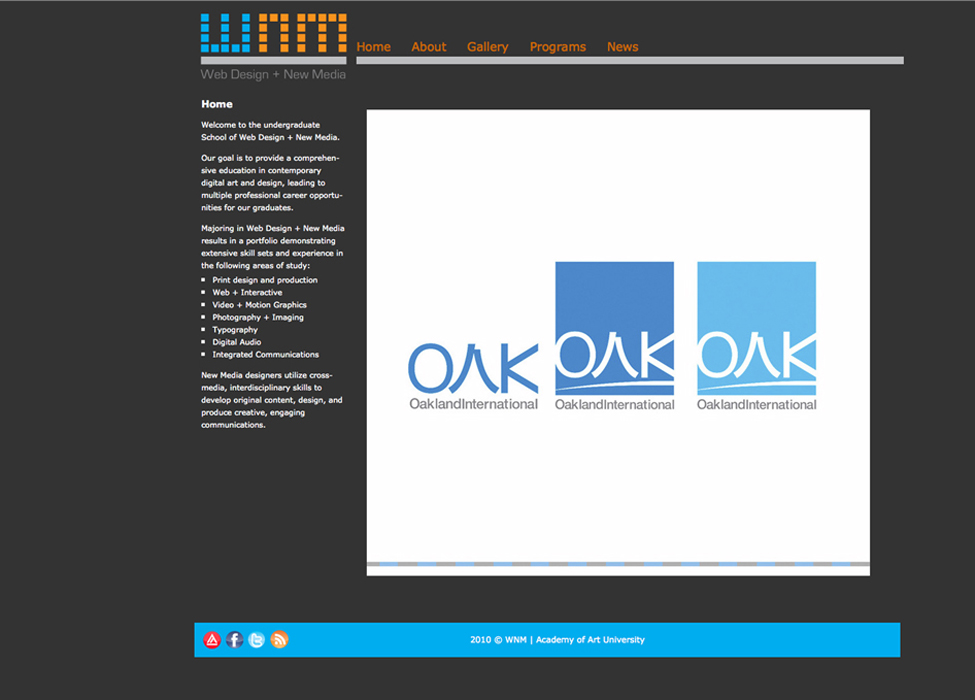 wnm
Web Design + New Media
Home About Gallery Programs News
Home
Welcome to the undergraduate
School of Web Design + New Media.
Our goal is to provide a comprehen-
sive education in contemporary
digital art and design, leading to
multiple professional career opportu-
nities for our graduates.
Majoring in Web Design + New Media
results in a portfolio demonstrating
extensive skill sets and experience in
the following areas of study:
Print design and production
Web + Interactive
Video + Motion Graphics
Photography + Imaging
Typography
Digital Audio
Integrated Communications
New Media designers utilize cross-
media, interdisciplinary skills to
develop original content, design, and
produce creative, engaging
communications.
OAK OAK OAK
OaklandInternational OaklandInternational OaklandInternational
2010 © WNM | Academy of Art University